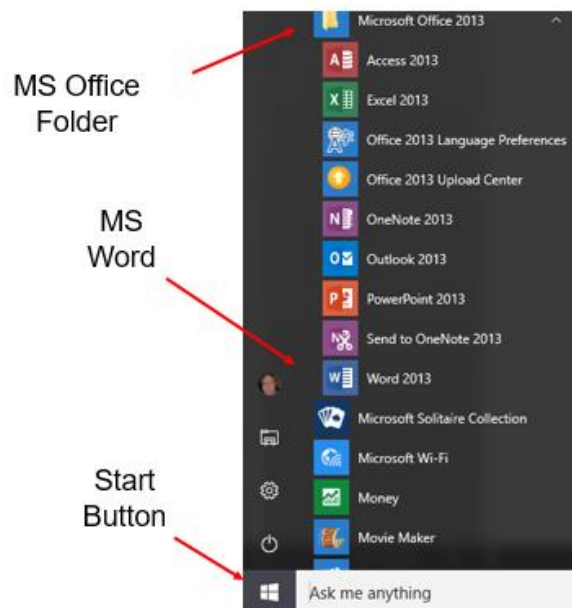 MS Office
Folder
MS
Word
Start
Button
Microsoft Office 2013
Access 2013
Excel 2013
Office 2013 Language Preferences
Office 2013 Upload Center
OneNote 2013
Outlook 2013
PowerPoint 2013
Send to OneNote 2013
Word 2013
Microsoft Solitaire Collection
Microsoft Wi-Fi
Money
Movie Maker
Ask me anything